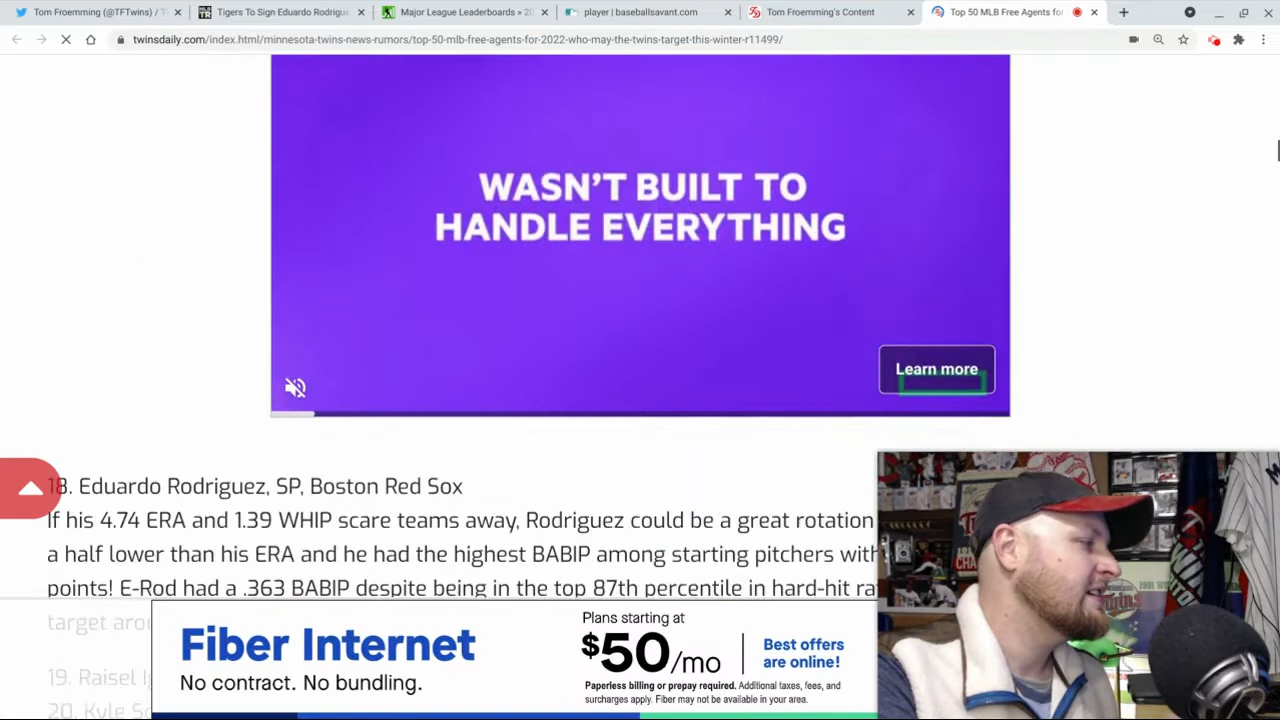 Tom Froemming (@TFTwins) / T
Tigers To Sign Eduardo Rodrigue
Major League Leaderboards » 20
player | baseballsavant.com
Tom Froemming's Content
Top 50 MLB Free Agents for
twinsdaily.com/index.html/minnesota-twins-news-rumors/top-50-mlb-free-agents-for-2022-who-may-the-twins-target-this-winter-r11499/
WASN'T BUILT TO
HANDLE EVERYTHING
Learn more
18. Eduardo Rodriguez, SP, Boston Red Sox
If his 4.74 ERA and 1.39 WHIP scare teams away, Rodriguez could be a great rotation
a half lower than his ERA and he had the highest BABIP among starting pitchers with
points! E-Rod had a .363 BABIP despite being in the top 87th percentile in hard-hit ra
target aro
19. Raisel
20. Kyle
Fiber Internet
No contract. No bundling.
Plans starting at
$50/mo
Best offers
are online!
Paperless billing or prepay required. Additional taxes, fees, and
surcharges apply. Fiber may not be available in your area.